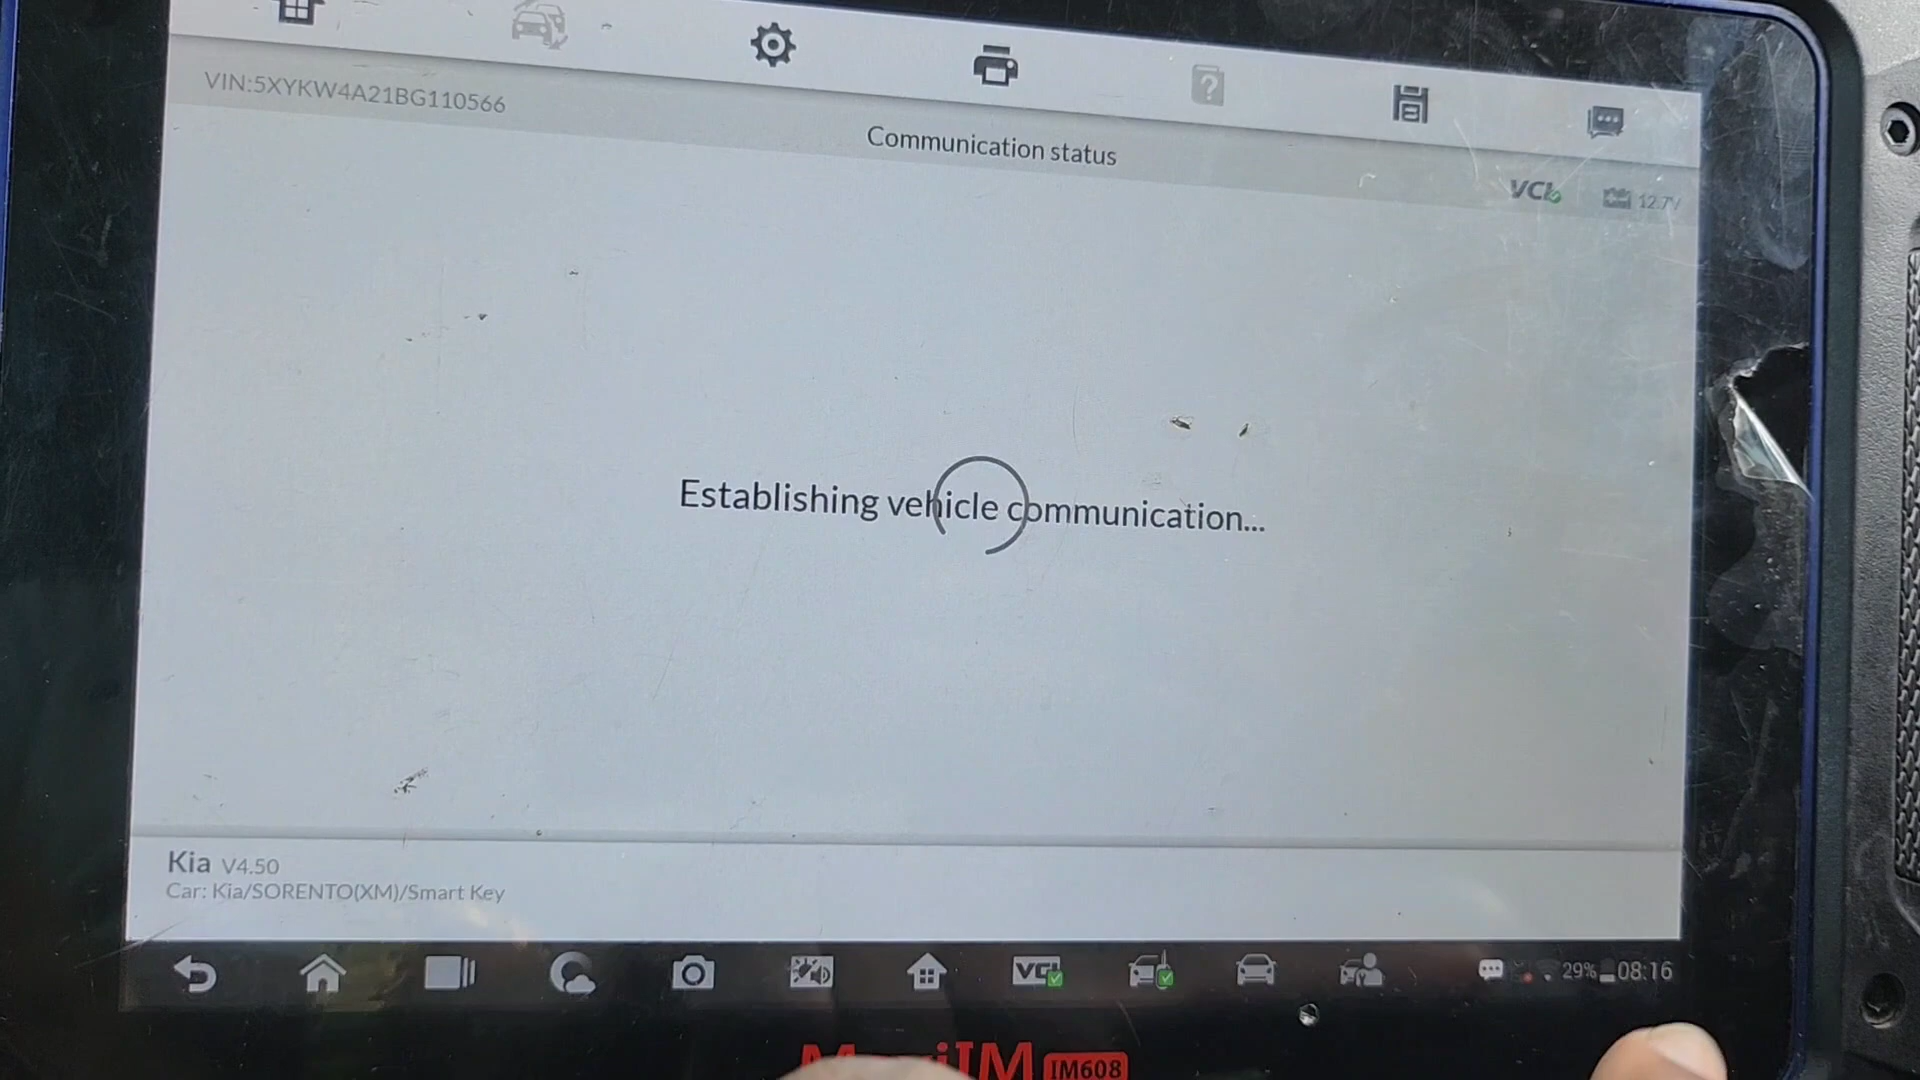 VIN:5XYKW4A21BG110566
Communication status
VCI
12.7V
Establishing vehicle communication...
Kia V4.50
Car: Kia/SORENTO(XM)/Smart Key
VCI
29%
08:16
IM608